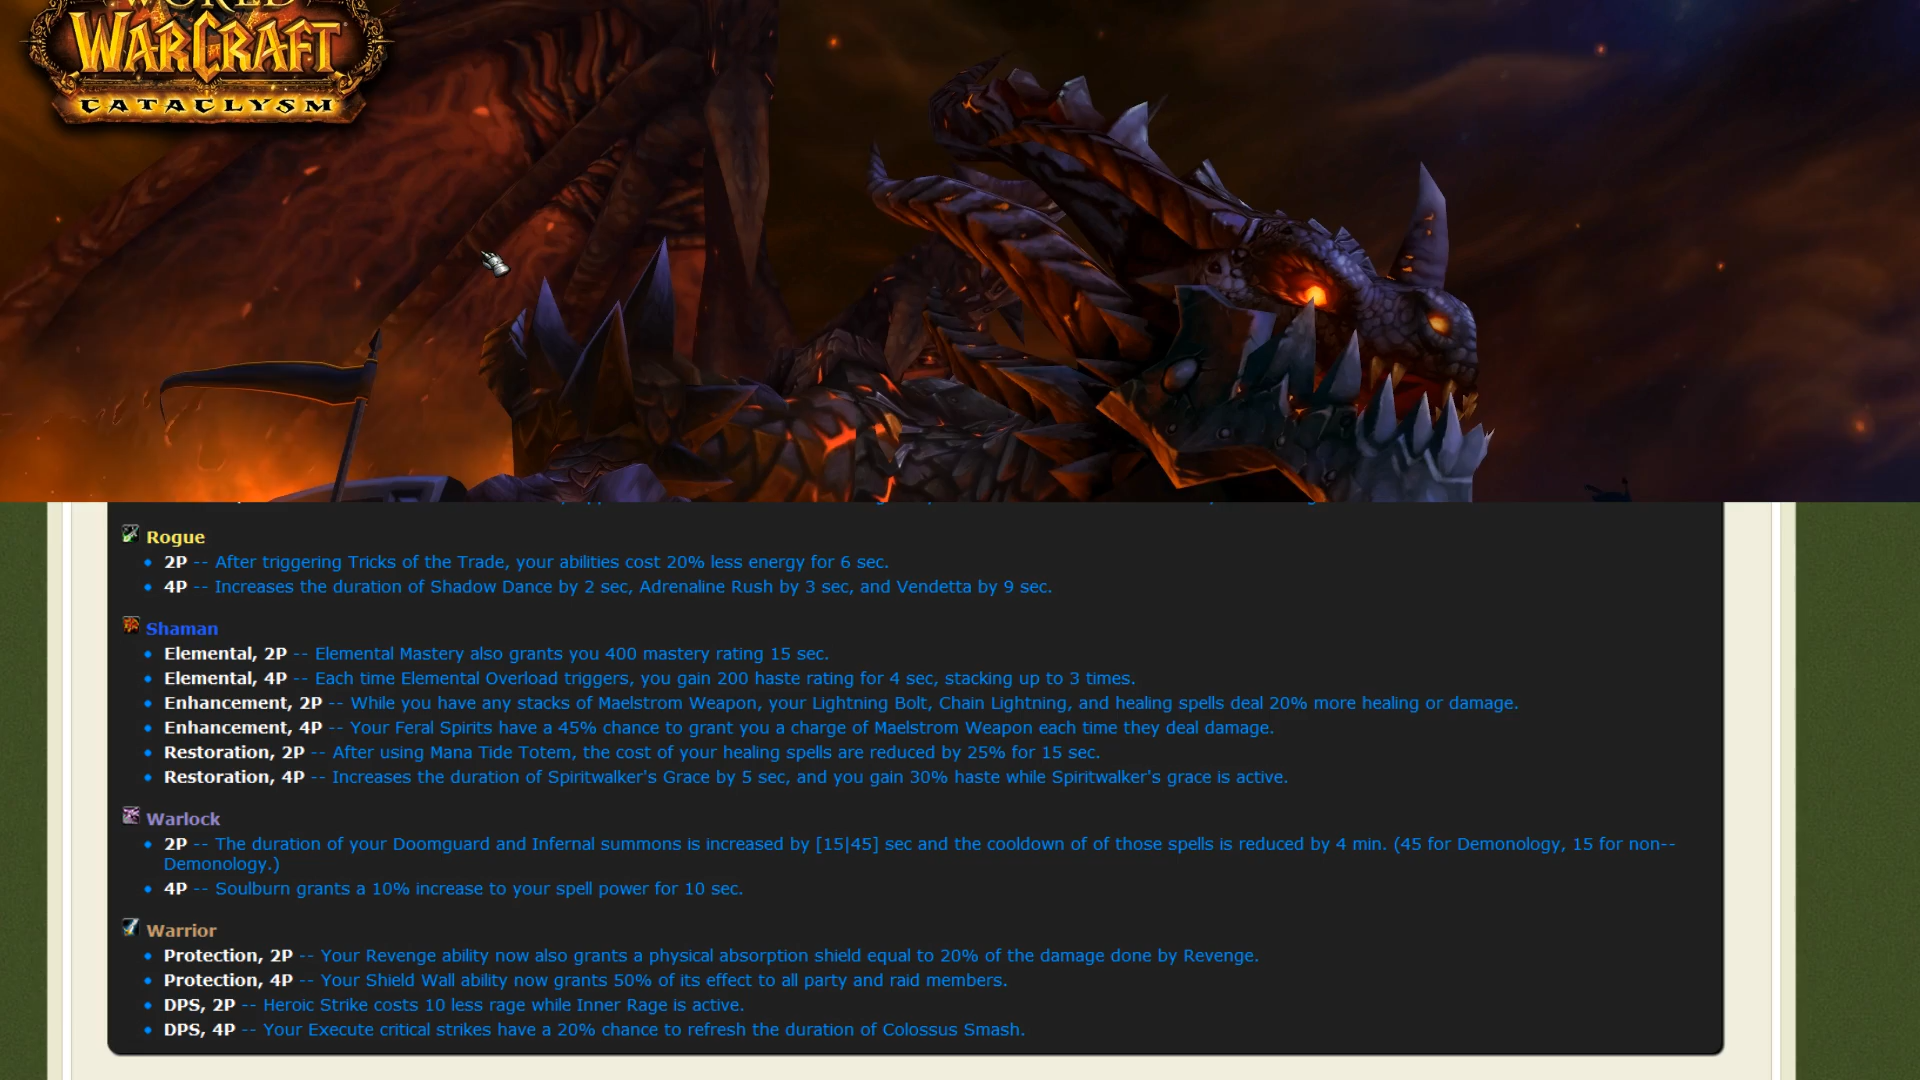 WORLD
WARCRAFT
CATACLYSM
Rogue
2P -- After triggering Tricks of the Trade, your abilities cost 20% less energy for 6 sec.
4P -- Increases the duration of Shadow Dance by 2 sec, Adrenaline Rush by 3 sec, and Vendetta by 9 sec.
Shaman
Elemental, 2P -- Elemental Mastery also grants you 400 mastery rating 15 sec.
Elemental, 4P -- Each time Elemental Overload triggers, you gain 200 haste rating for 4 sec, stacking up to 3 times.
Enhancement, 2P -- While you have any stacks of Maelstrom Weapon, your Lightning Bolt, Chain Lightning, and healing spells deal 20% more healing or damage.
Enhancement, 4P -- Your Feral Spirits have a 45% chance to grant you a charge of Maelstrom Weapon each time they deal damage.
Restoration, 2P -- After using Mana Tide Totem, the cost of your healing spells are reduced by 25% for 15 sec.
Restoration, 4P -- Increases the duration of Spiritwalker's Grace by 5 sec, and you gain 30% haste while Spiritwalker's grace is active.
Warlock
2P -- The duration of your Doomguard and Infernal summons is increased by [15|45] sec and the cooldown of of those spells is reduced by 4 min. (45 for Demonology, 15 for non--
Demonology.)
4P -- Soulburn grants a 10% increase to your spell power for 10 sec.
Warrior
Protection, 2P -- Your Revenge ability now also grants a physical absorption shield equal to 20% of the damage done by Revenge.
Protection, 4P -- Your Shield Wall ability now grants 50% of its effect to all party and raid members.
DPS, 2P -- Heroic Strike costs 10 less rage while Inner Rage is active.
DPS, 4P -- Your Execute critical strikes have a 20% chance to refresh the duration of Colossus Smash.